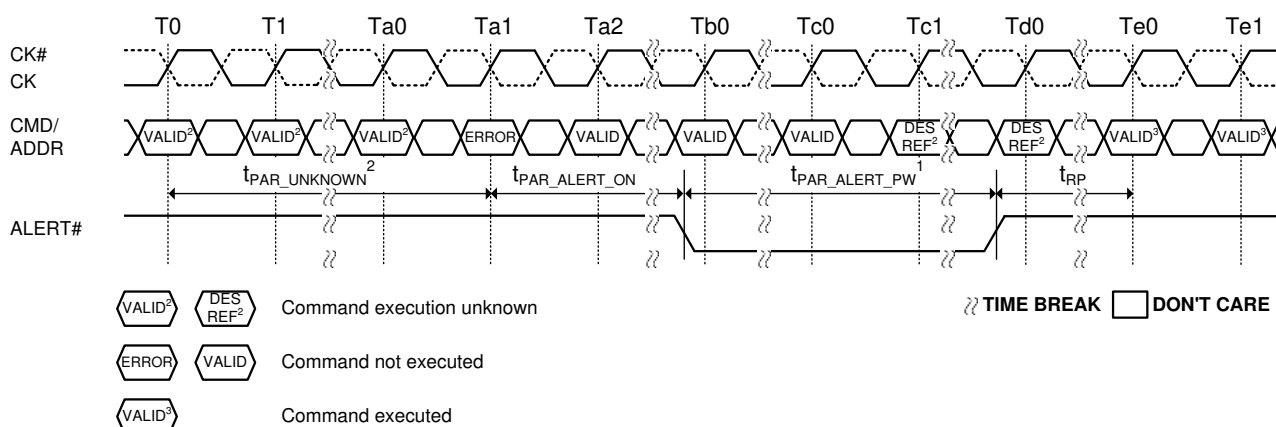 T0 T1 Ta0 Ta1 Ta2 Tb0 Tc0 Tc1 Td0 Te0 Te1
CK#
CK
CMD/
ADDR
VALID² VALID² VALID² ERROR VALID VALID VALID DES REF² DES REF² VALID³ VALID³
tPAR_UNKNOWN² tPAR_ALERT_ON tPAR_ALERT_PW¹ tRP
ALERT#
VALID² DES REF² Command execution unknown
TIME BREAK DON'T CARE
ERROR VALID Command not executed
VALID³ Command executed